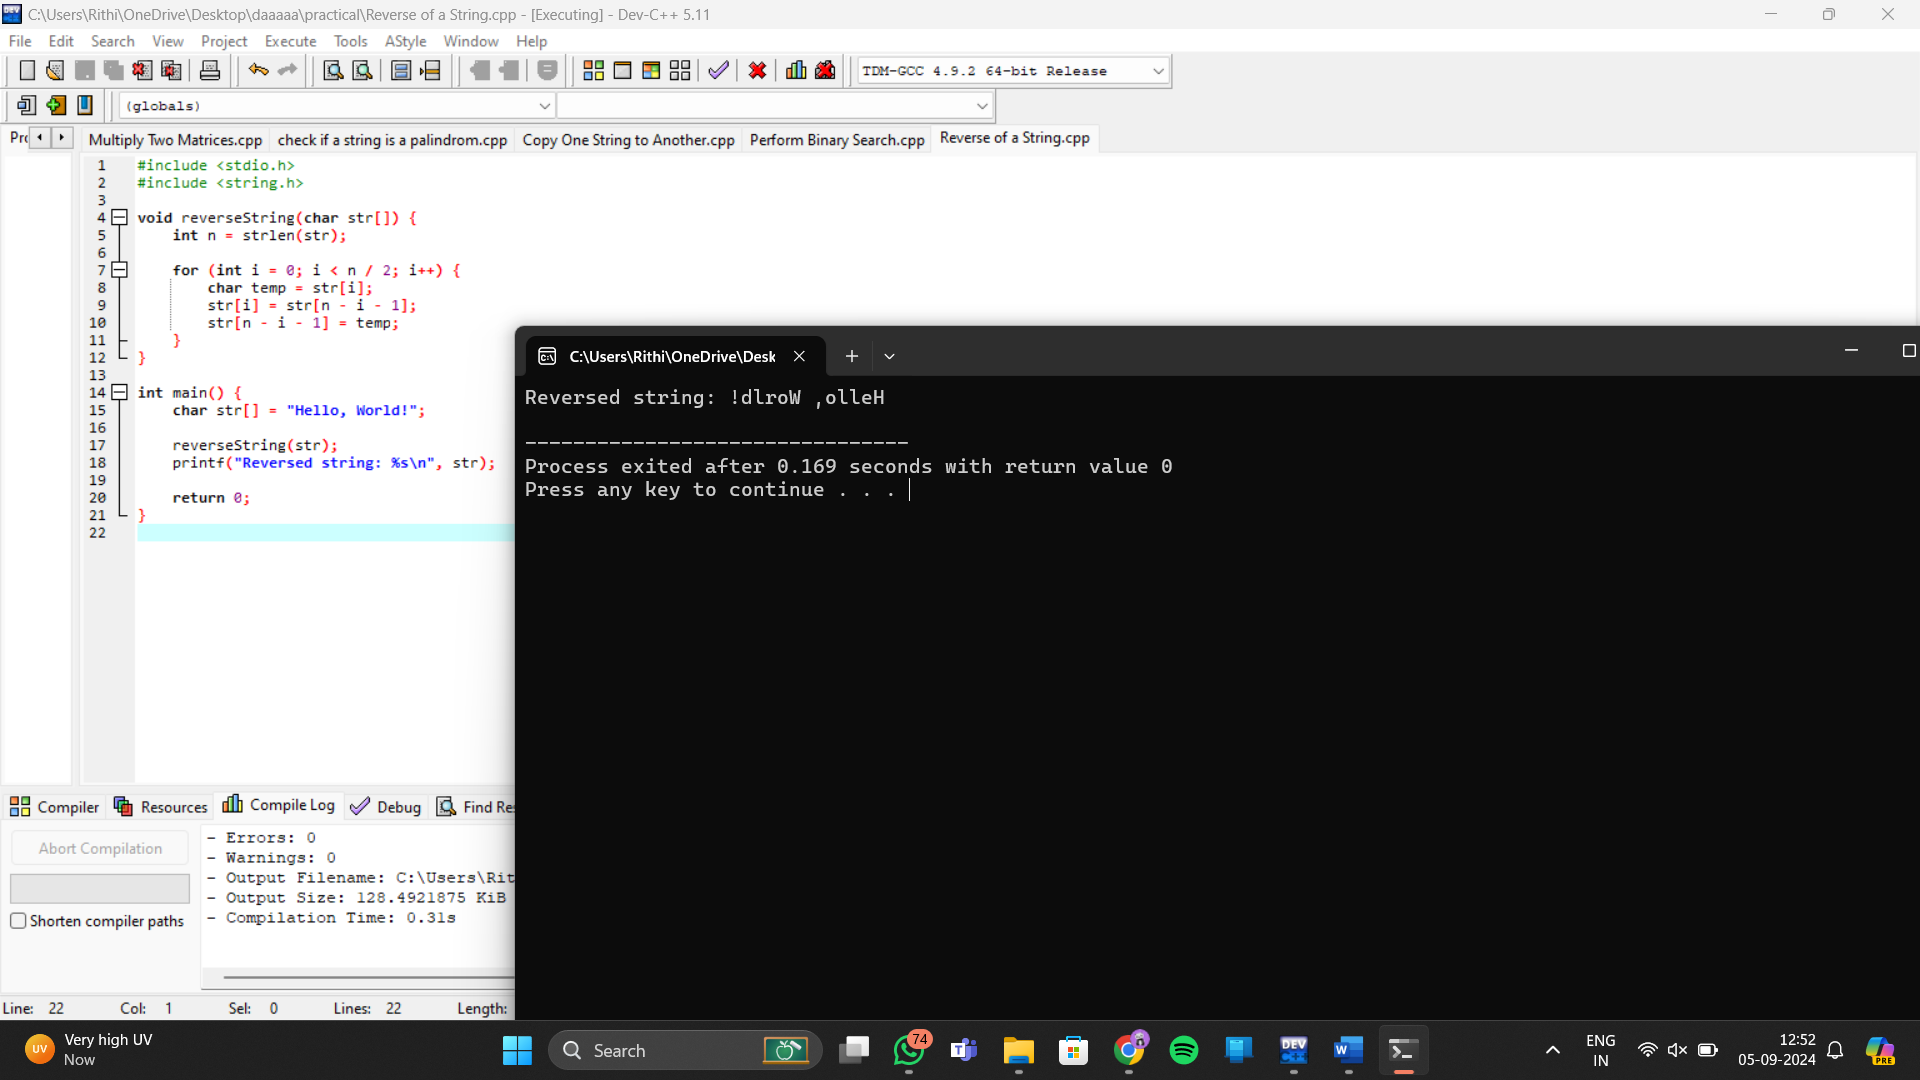 C:\Users\Rithi\OneDrive\Desktop\daaaaa\practical\Reverse of a String.cpp - [Executing] - Dev-C++ 5.11
File Edit Search View Project Execute Tools AStyle Window Help
TDM-GCC 4.9.2 64-bit Release
(globals)
Multiply Two Matrices.cpp check if a string is a palindrom.cpp Copy One String to Another.cpp Perform Binary Search.cpp Reverse of a String.cpp
1 #include <stdio.h>
2 #include <string.h>
3
4 void reverseString(char str[]) {
5 int n = strlen(str);
6
7 for (int i = 0; i < n / 2; i++) {
8 char temp = str[i];
9 str[i] = str[n - i - 1];
10 str[n - i - 1] = temp;
11 }
12 }
13
14 int main() {
15 char str[] = "Hello, World!";
16
17 reverseString(str);
18 printf("Reversed string: %s\n", str);
19
20 return 0;
21 }
22
C:\Users\Rithi\OneDrive\Desk
Reversed string: !dlroW ,olleH
--------------------------------
Process exited after 0.169 seconds with return value 0
Press any key to continue . . .
Compiler Resources Compile Log Debug Find Res
Abort Compilation
Shorten compiler paths
- Errors: 0
- Warnings: 0
- Output Filename: C:\Users\Rit
- Output Size: 128.4921875 KiB
- Compilation Time: 0.31s
Line: 22 Col: 1 Sel: 0 Lines: 22 Length:
UV
Very high UV
Now
Search
74
DEV
ENG
IN
12:52
05-09-2024
PRE